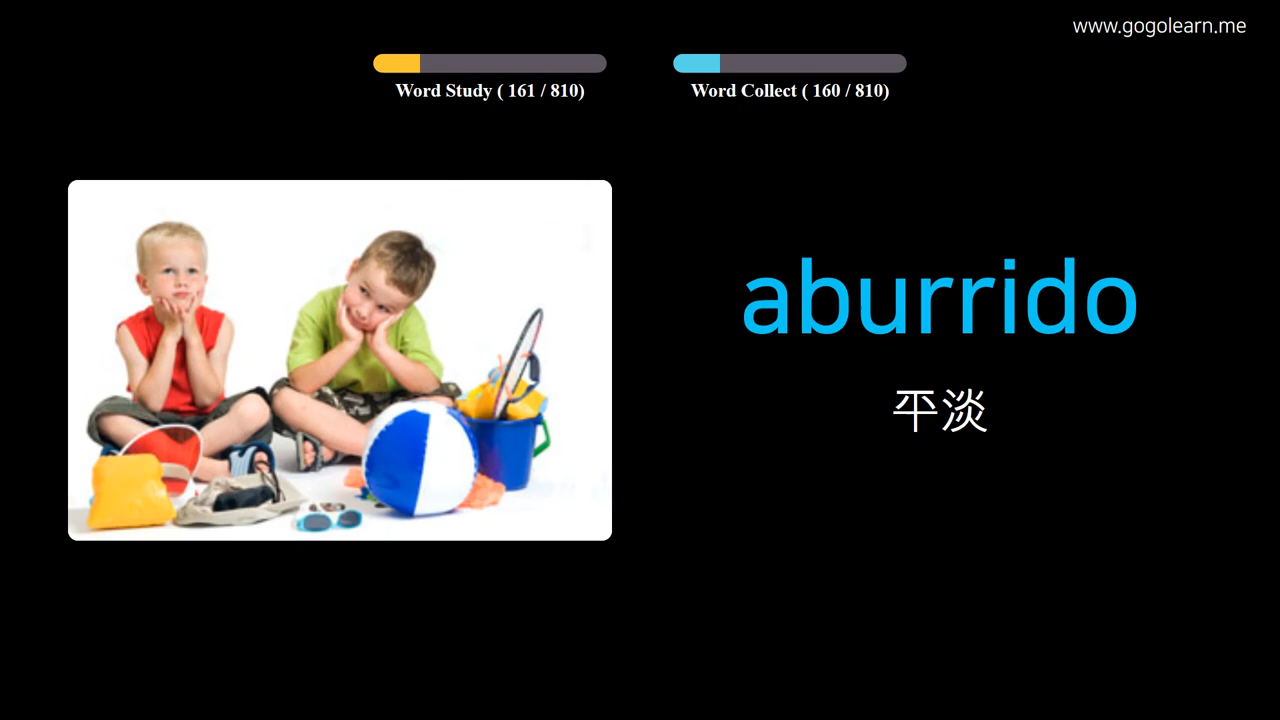 www.gogolearn.me
Word Study ( 161 / 810)
Word Collect ( 160 / 810)
aburrido
平淡